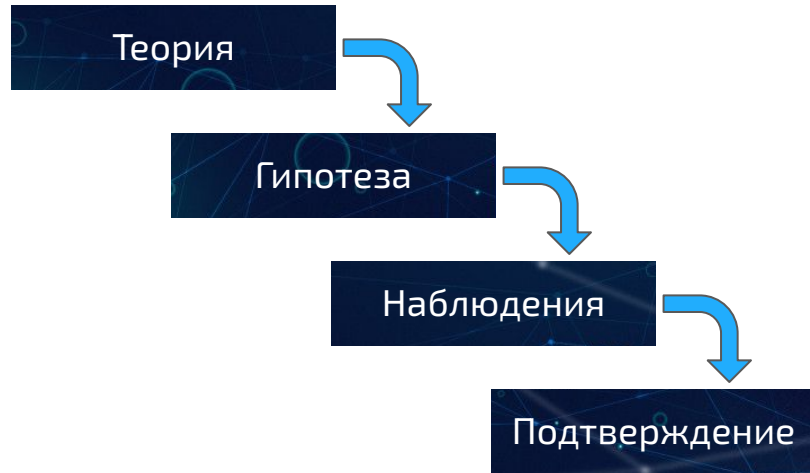 Теория
Гипотеза
Наблюдения
Подтверждение